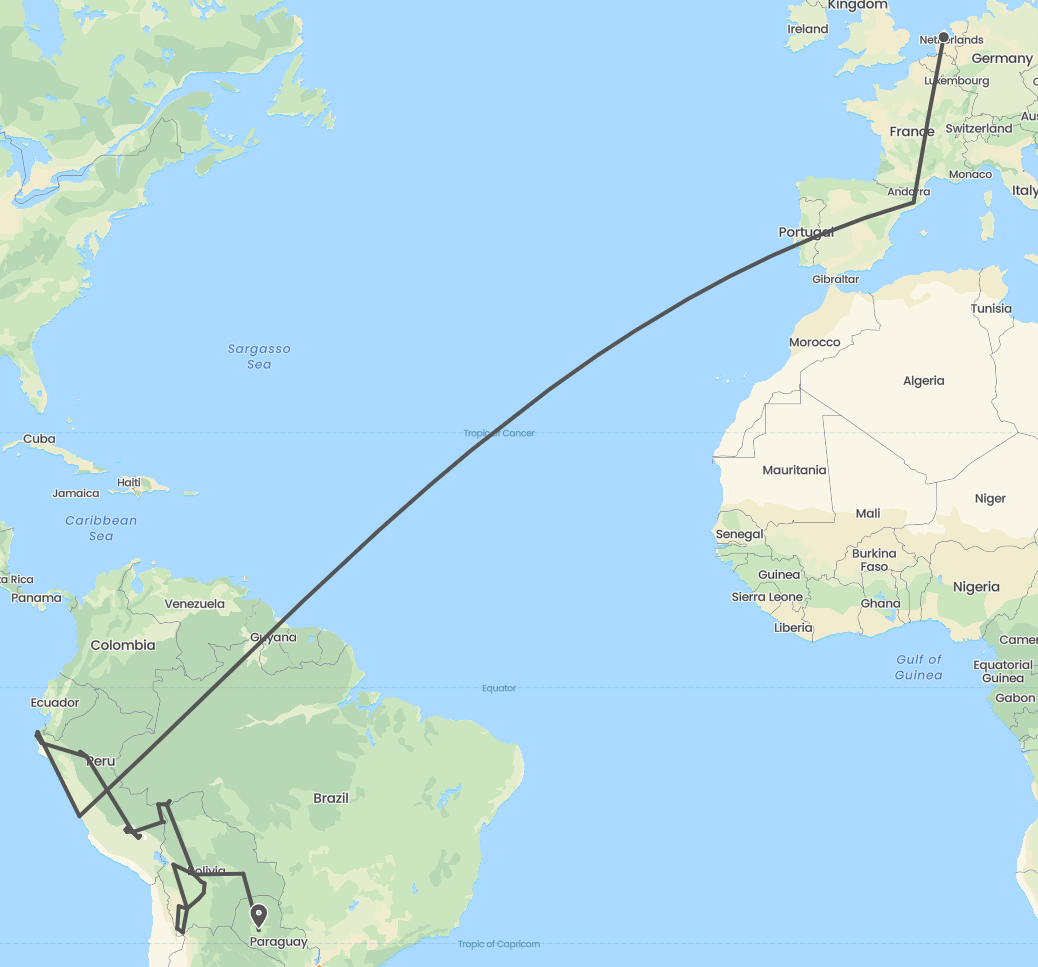 Kingdom
Ireland
Netherlands
Germany
Luxembourg
Aus
France
Switzerland
Monaco
Andorra
Italy
Portugal
Gibraltar
Tunisia
Morocco
Sargasso
Sea
Algeria
Tropic of Cancer
Cuba
Mauritania
Haiti
Jamaica
Niger
Mali
Caribbean
Sea
Senegal
Burkina
Faso
Guinea
ta Rica
Nigeria
Panama
Sierra Leone
Venezuela
Ghana
Liberia
Guyana
Colombia
Camer
Gulf of
Guinea
Equatorial
Guinea
Equator
Gabon
Ecuador
Peru
Brazil
Bolivia
Paraguay
Tropic of Capricorn